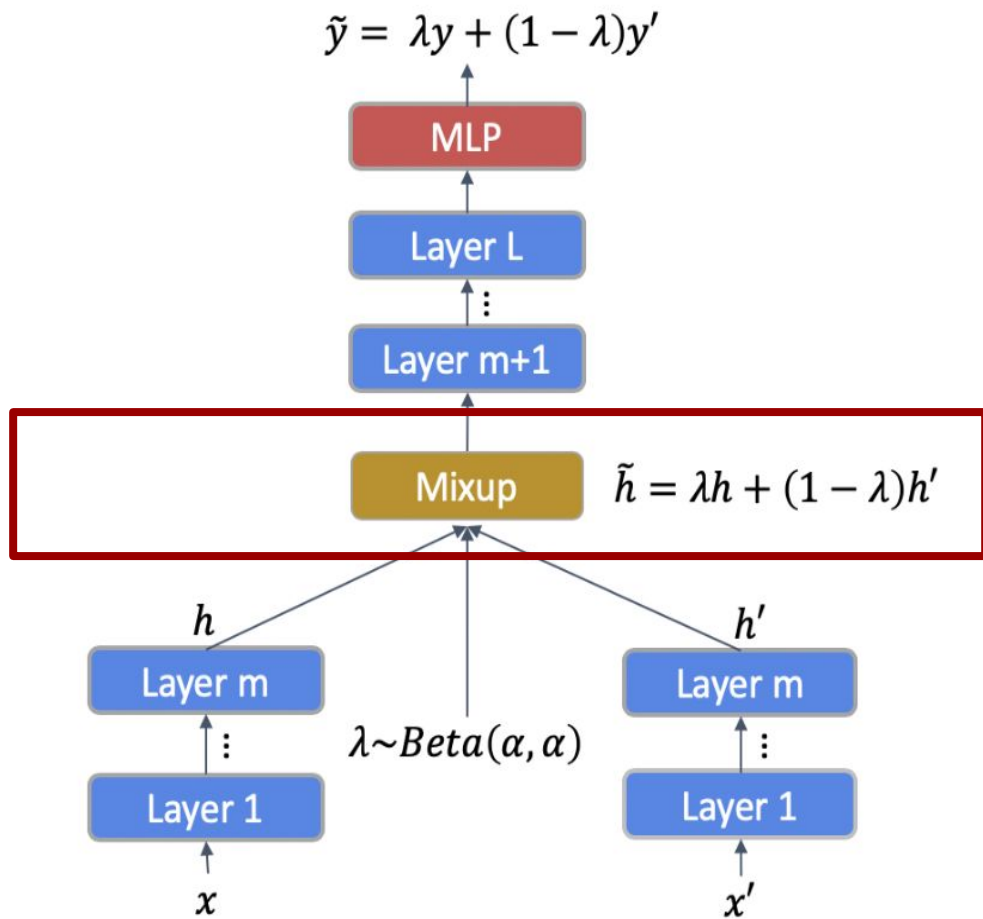 ỹ = λy + (1 − λ)y′
MLP
Layer L
⋮
Layer m+1
Mixup
h̃ = λh + (1 − λ)h′
h
h′
Layer m
Layer m
⋮
λ~Beta(α, α)
⋮
Layer 1
Layer 1
x
x′